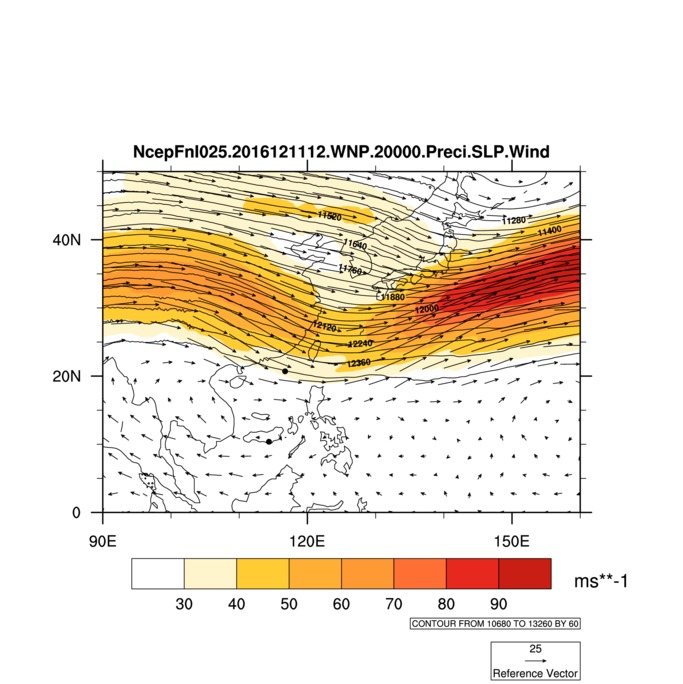 NcepFnl025.2016121112.WNP.20000.Preci.SLP.Wind
11520
11280
11400
40N
11640
11760
11880
12000
12120
12240
12360
20N
0
90E 120E 150E
ms**-1
30 40 50 60 70 80 90
CONTOUR FROM 10680 TO 13260 BY 60
25
Reference Vector